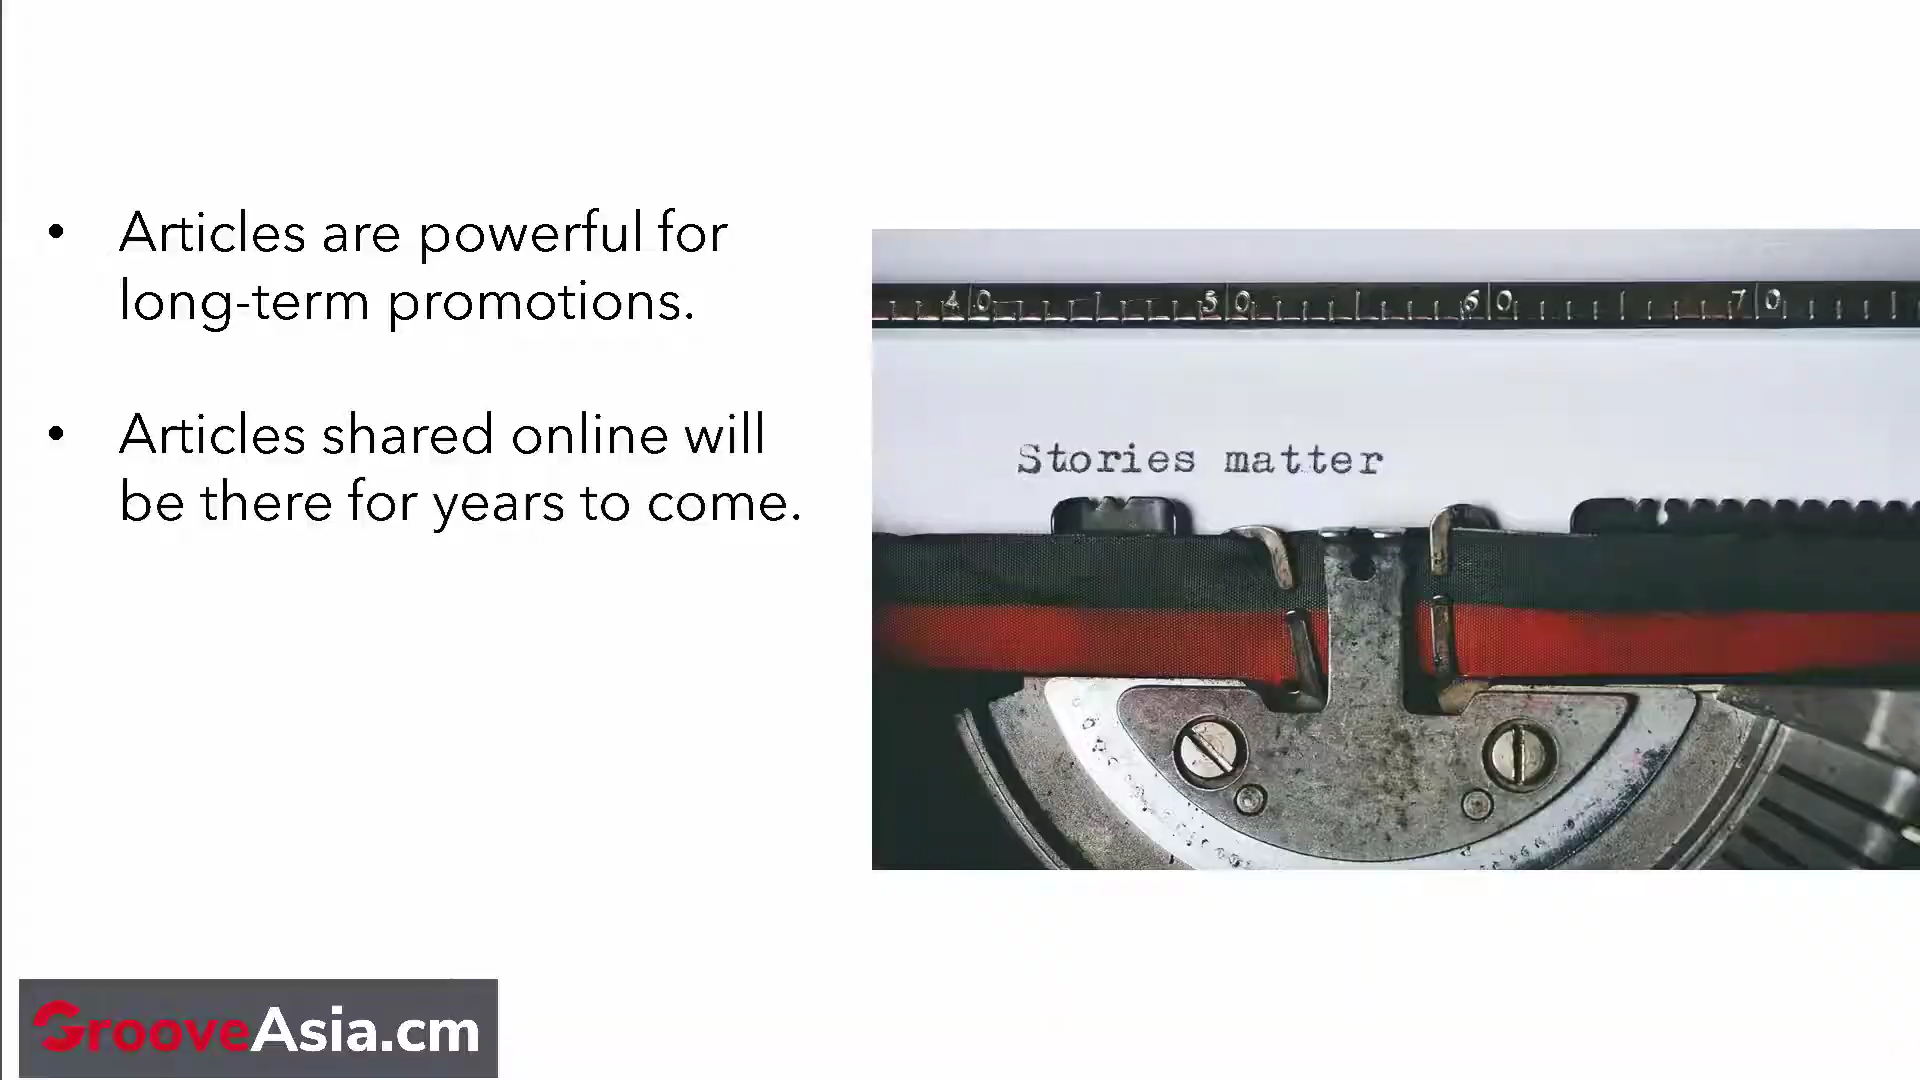 • Articles are powerful for
long-term promotions.
• Articles shared online will
be there for years to come.
40 50 60 70
Stories matter
GrooveAsia.cm